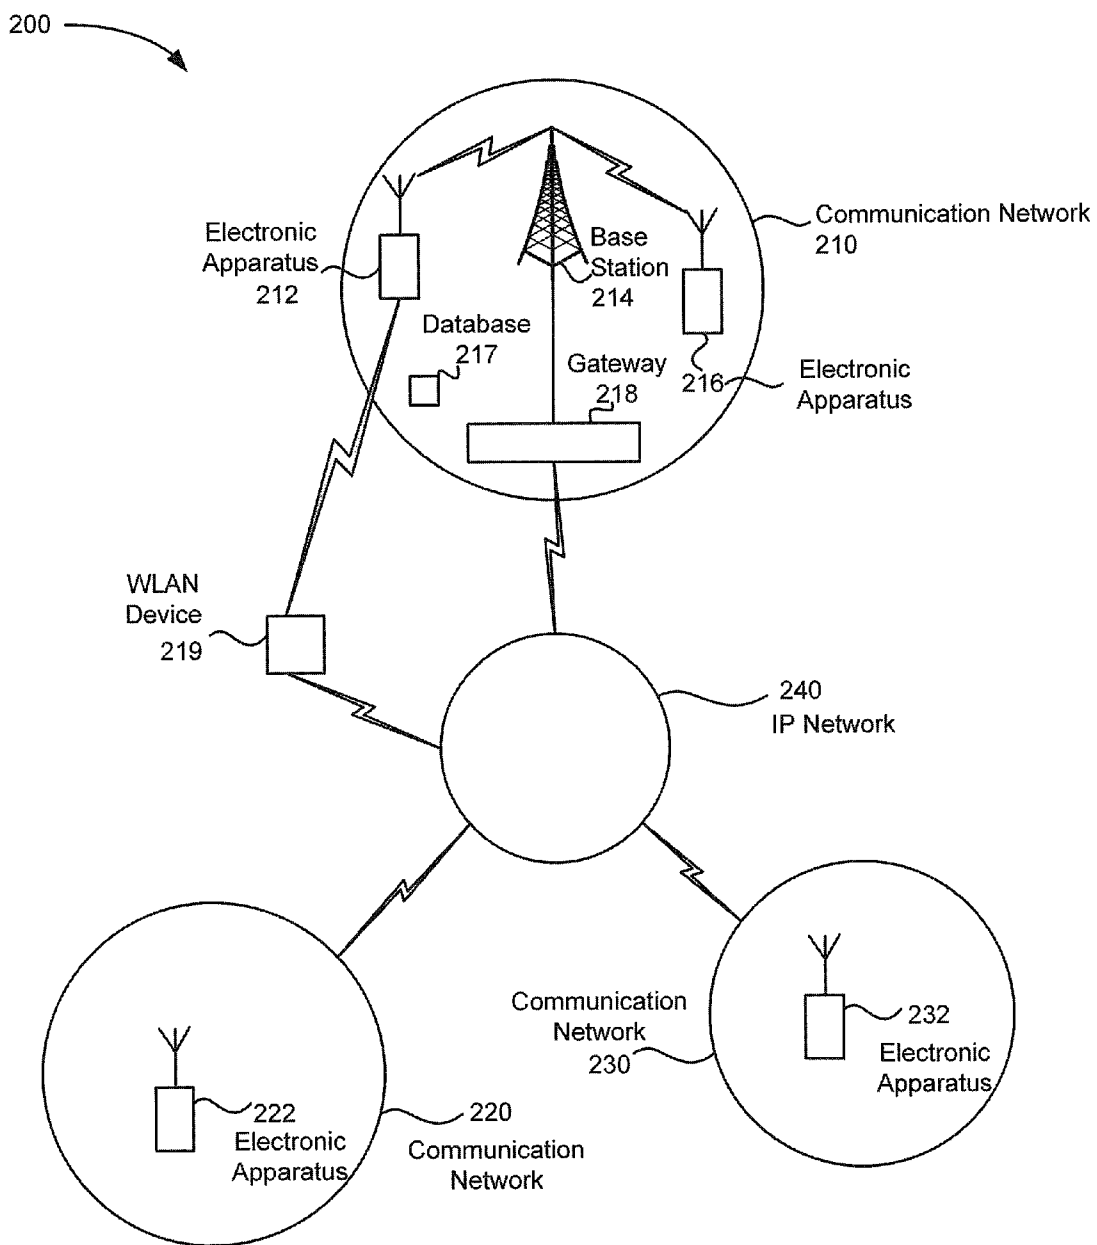 200
Communication Network
210
Electronic
Apparatus
212
Base
Station
214
Database
217
Gateway
218
216
Electronic
Apparatus
WLAN
Device
219
240
IP Network
Communication
Network
230
232
Electronic
Apparatus
222
Electronic
Apparatus
220
Communication
Network